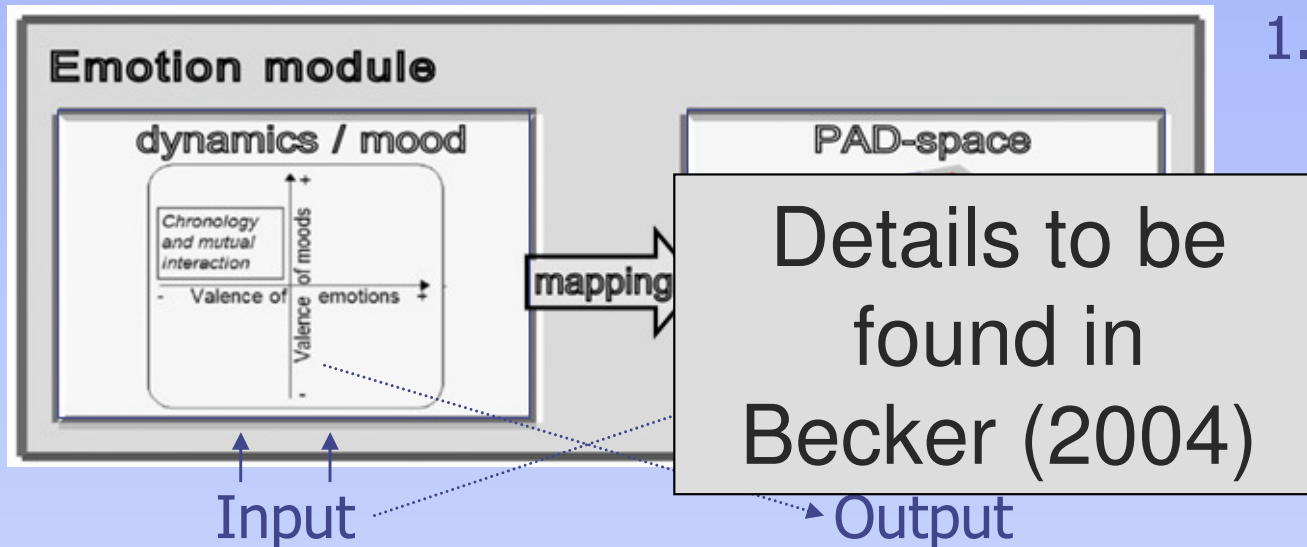 1.
Emotion module
dynamics / mood
+
Chronology
and mutual
interaction
Valence of moods
- Valence of emotions +
-
mapping
PAD-space
Details to be
found in
Becker (2004)
Input
Output